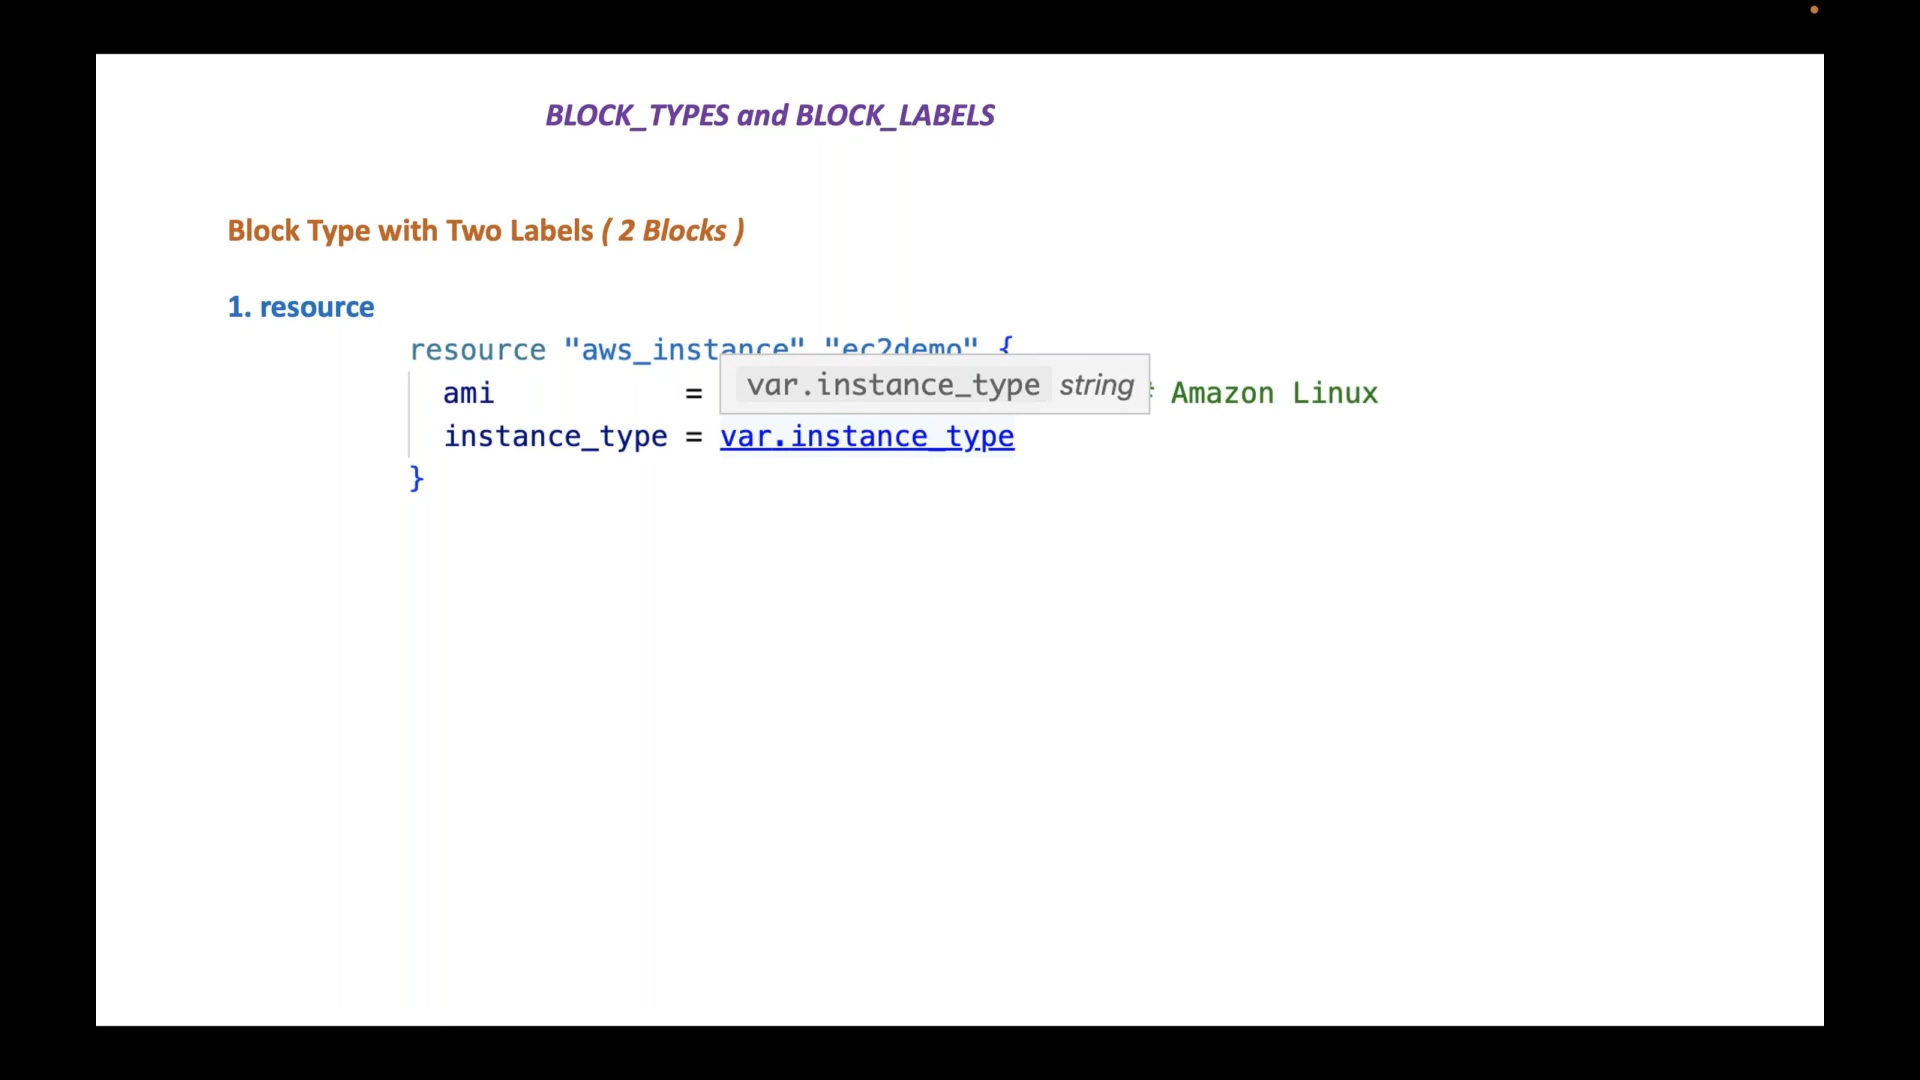 BLOCK_TYPES and BLOCK_LABELS
Block Type with Two Labels ( 2 Blocks )
1. resource
resource "aws_instance" "ec2demo" {
var.instance_type string
ami = # Amazon Linux
instance_type = var.instance_type
}